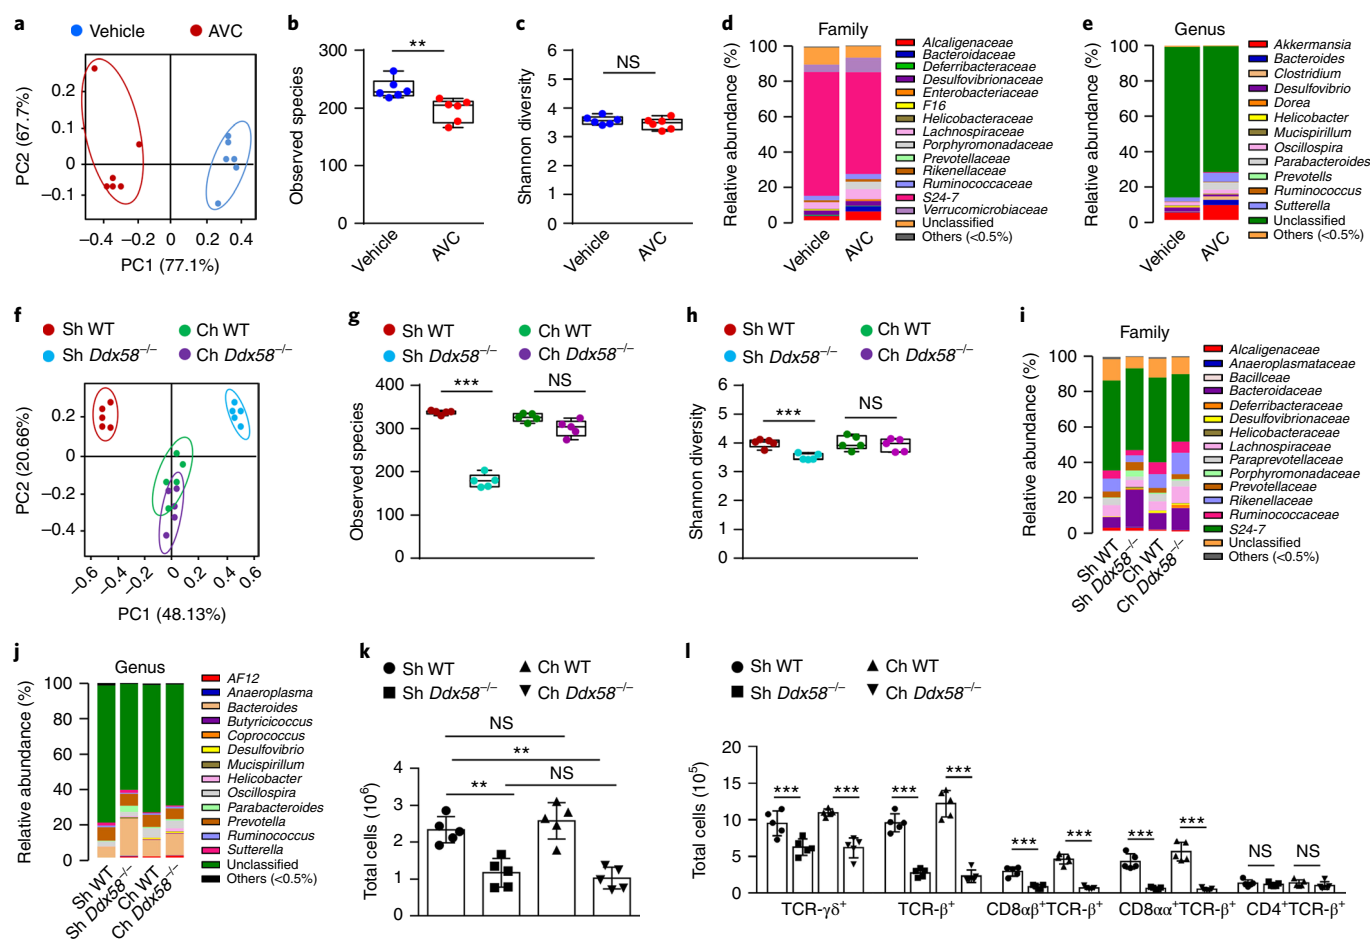 a
Vehicle
AVC
PC2 (67.7%)
0.2
0.1
0
−0.1
−0.4
−0.2
0
0.2
0.4
PC1 (77.1%)
b
**
Observed species
300
200
100
0
Vehicle
AVC
c
NS
Shannon diversity
6
5
4
3
2
1
0
Vehicle
AVC
d
Family
Relative abundance (%)
100
80
60
40
20
0
Vehicle
AVC
Alcaligenaceae
Bacteroidaceae
Deferribacteraceae
Desulfovibrionaceae
Enterobacteriaceae
F16
Helicobacteraceae
Lachnospiraceae
Porphyromonadaceae
Prevotellaceae
Rikenellaceae
Ruminococcaceae
S24-7
Verrucomicrobiaceae
Unclassified
Others (<0.5%)
e
Genus
Relative abundance (%)
100
80
60
40
20
0
Vehicle
AVC
Akkermansia
Bacteroides
Clostridium
Desulfovibrio
Dorea
Helicobacter
Mucispirillum
Oscillospira
Parabacteroides
Prevotells
Ruminococcus
Sutterella
Unclassified
Others (<0.5%)
f
Sh WT
Ch WT
Sh Ddx58−/−
Ch Ddx58−/−
PC2 (20.66%)
0.2
0
−0.2
−0.4
−0.6
−0.4
−0.2
0
0.2
0.4
0.6
PC1 (48.13%)
g
Sh WT
Ch WT
Sh Ddx58−/−
Ch Ddx58−/−
***
NS
Observed species
400
300
200
100
0
h
Sh WT
Ch WT
Sh Ddx58−/−
Ch Ddx58−/−
***
NS
Shannon diversity
6
5
4
3
2
1
0
i
Family
Relative abundance (%)
100
80
60
40
20
0
Sh WT
Sh Ddx58−/−
Ch WT
Ch Ddx58−/−
Alcaligenaceae
Anaeroplasmataceae
Bacillceae
Bacteroidaceae
Deferribacteraceae
Desulfovibrionaceae
Helicobacteraceae
Lachnospiraceae
Paraprevotellaceae
Porphyromonadaceae
Prevotellaceae
Rikenellaceae
Ruminococcaceae
S24-7
Unclassified
Others (<0.5%)
j
Genus
Relative abundance (%)
100
80
60
40
20
0
Sh WT
Sh Ddx58−/−
Ch WT
Ch Ddx58−/−
AF12
Anaeroplasma
Bacteroides
Butyricicoccus
Coprococcus
Desulfovibrio
Mucispirillum
Helicobacter
Oscillospira
Parabacteroides
Prevotella
Ruminococcus
Sutterella
Unclassified
Others (<0.5%)
k
Sh WT
Ch WT
Sh Ddx58−/−
Ch Ddx58−/−
NS
**
** NS
Total cells (10⁶)
4
3
2
1
0
l
Sh WT
Ch WT
Sh Ddx58−/−
Ch Ddx58−/−
Total cells (10⁵)
20
15
10
5
0
*** *** *** *** *** *** *** *** NS NS
TCR-γδ⁺
TCR-β⁺
CD8αβ⁺TCR-β⁺
CD8αα⁺TCR-β⁺
CD4⁺TCR-β⁺